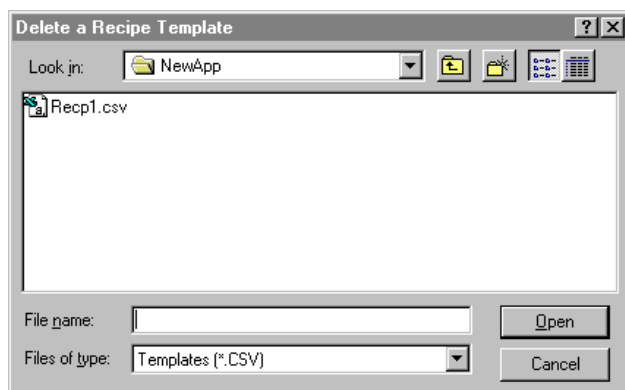 Delete a Recipe Template
Look in: NewApp
Recp1.csv
File name: Open
Files of type: Templates (*.CSV) Cancel